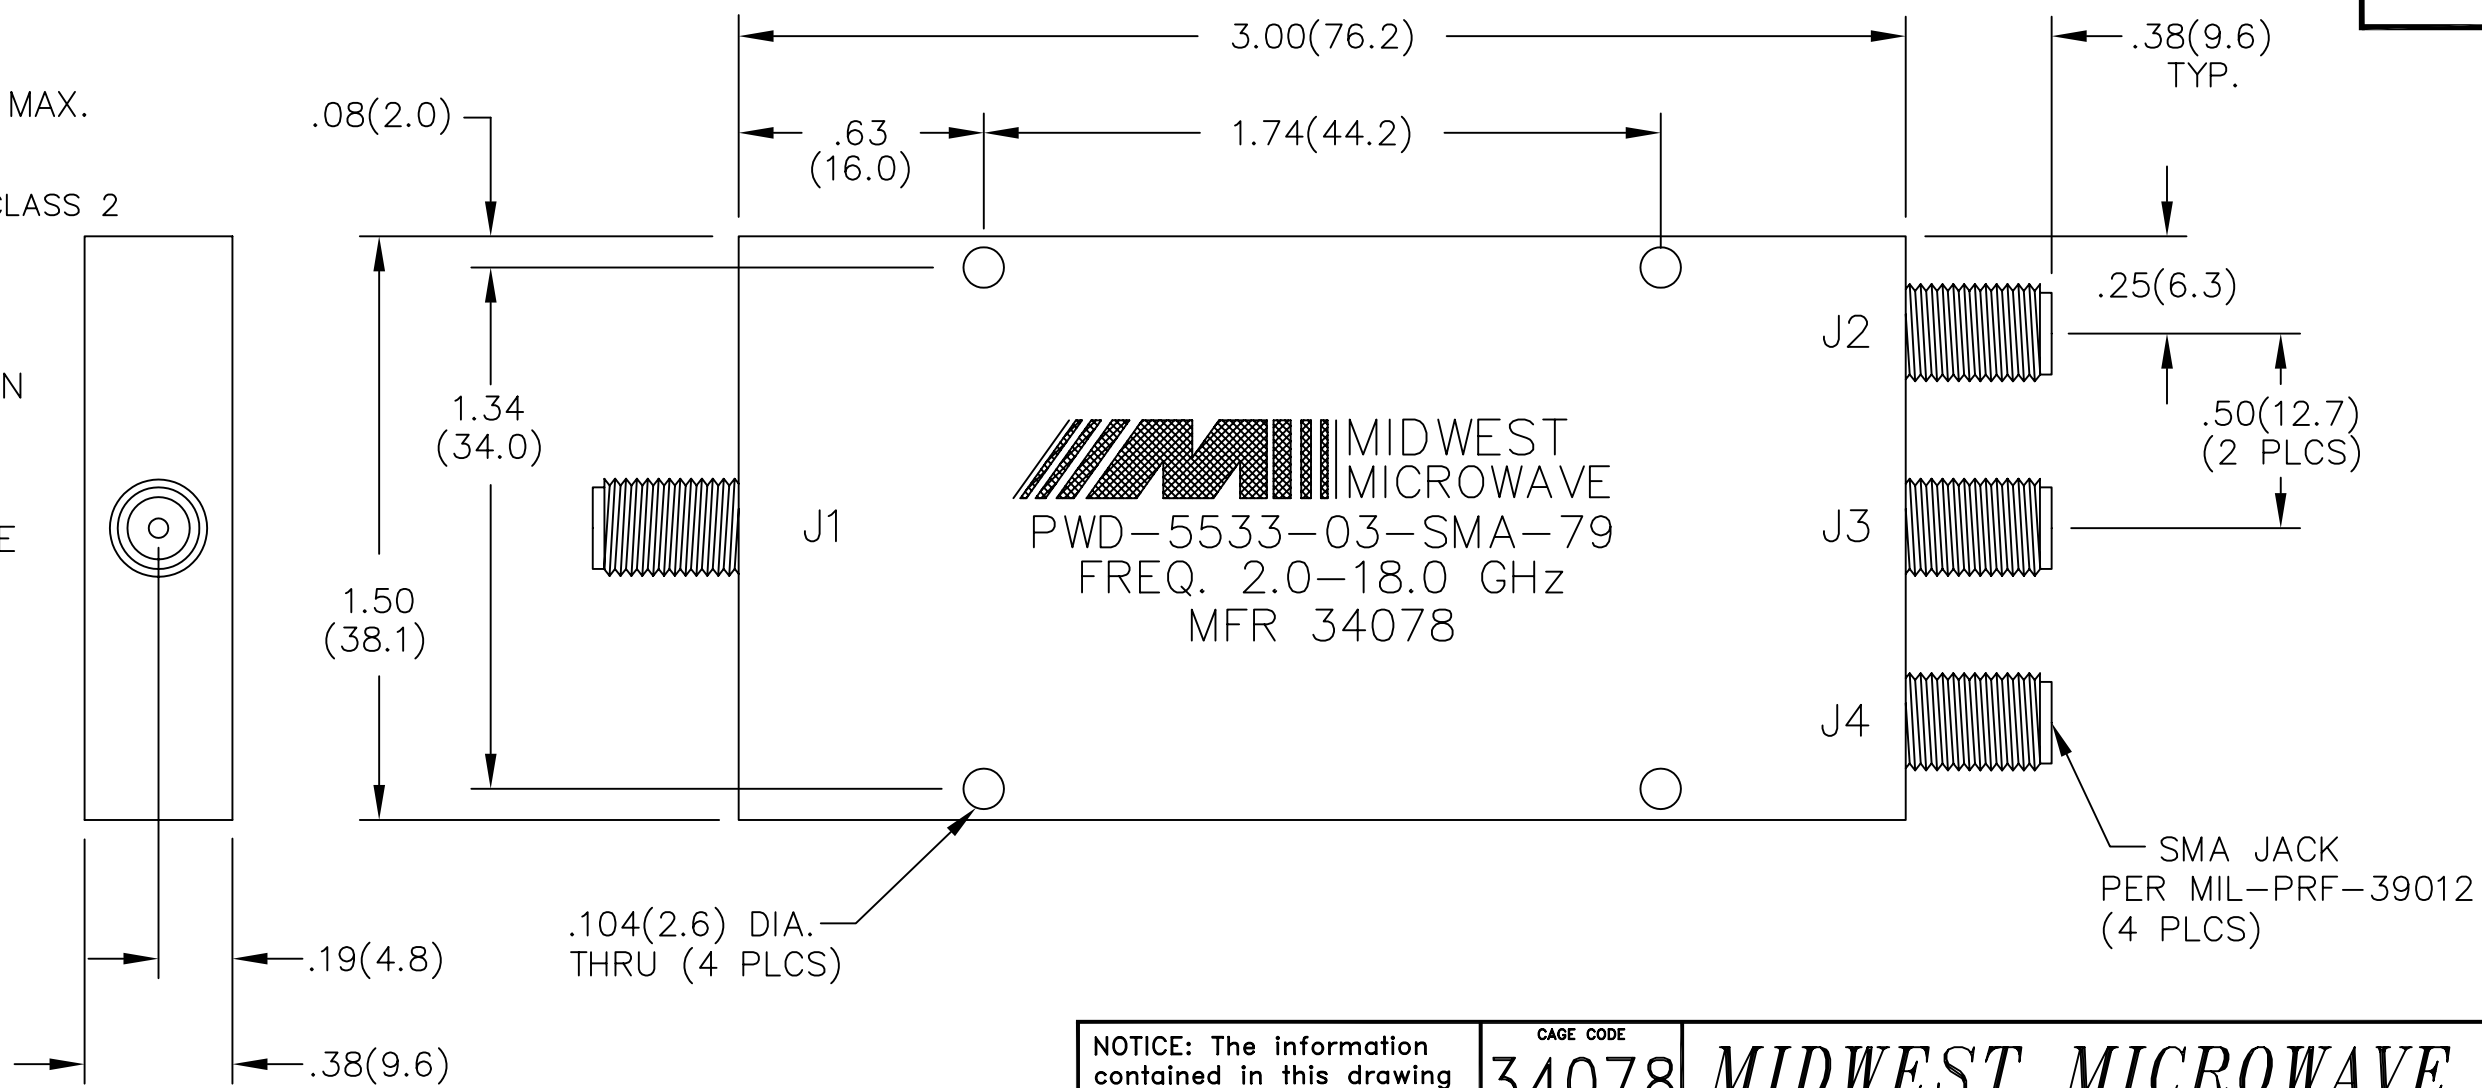 3.00(76.2)
.38(9.6)
TYP.
MAX.
.08(2.0)
.63
(16.0)
1.74(44.2)
CLASS 2
.25(6.3)
J2
N
1.34
(34.0)
.50(12.7)
(2 PLCS)
MIDWEST
MICROWAVE
J1
PWD-5533-03-SMA-79
J3
E
FREQ. 2.0-18.0 GHz
1.50
(38.1)
MFR 34078
J4
SMA JACK
PER MIL-PRF-39012
(4 PLCS)
.104(2.6) DIA.
THRU (4 PLCS)
.19(4.8)
.38(9.6)
NOTICE: The information
contained in this drawing
CAGE CODE
34078
MIDWEST MICROWAVE